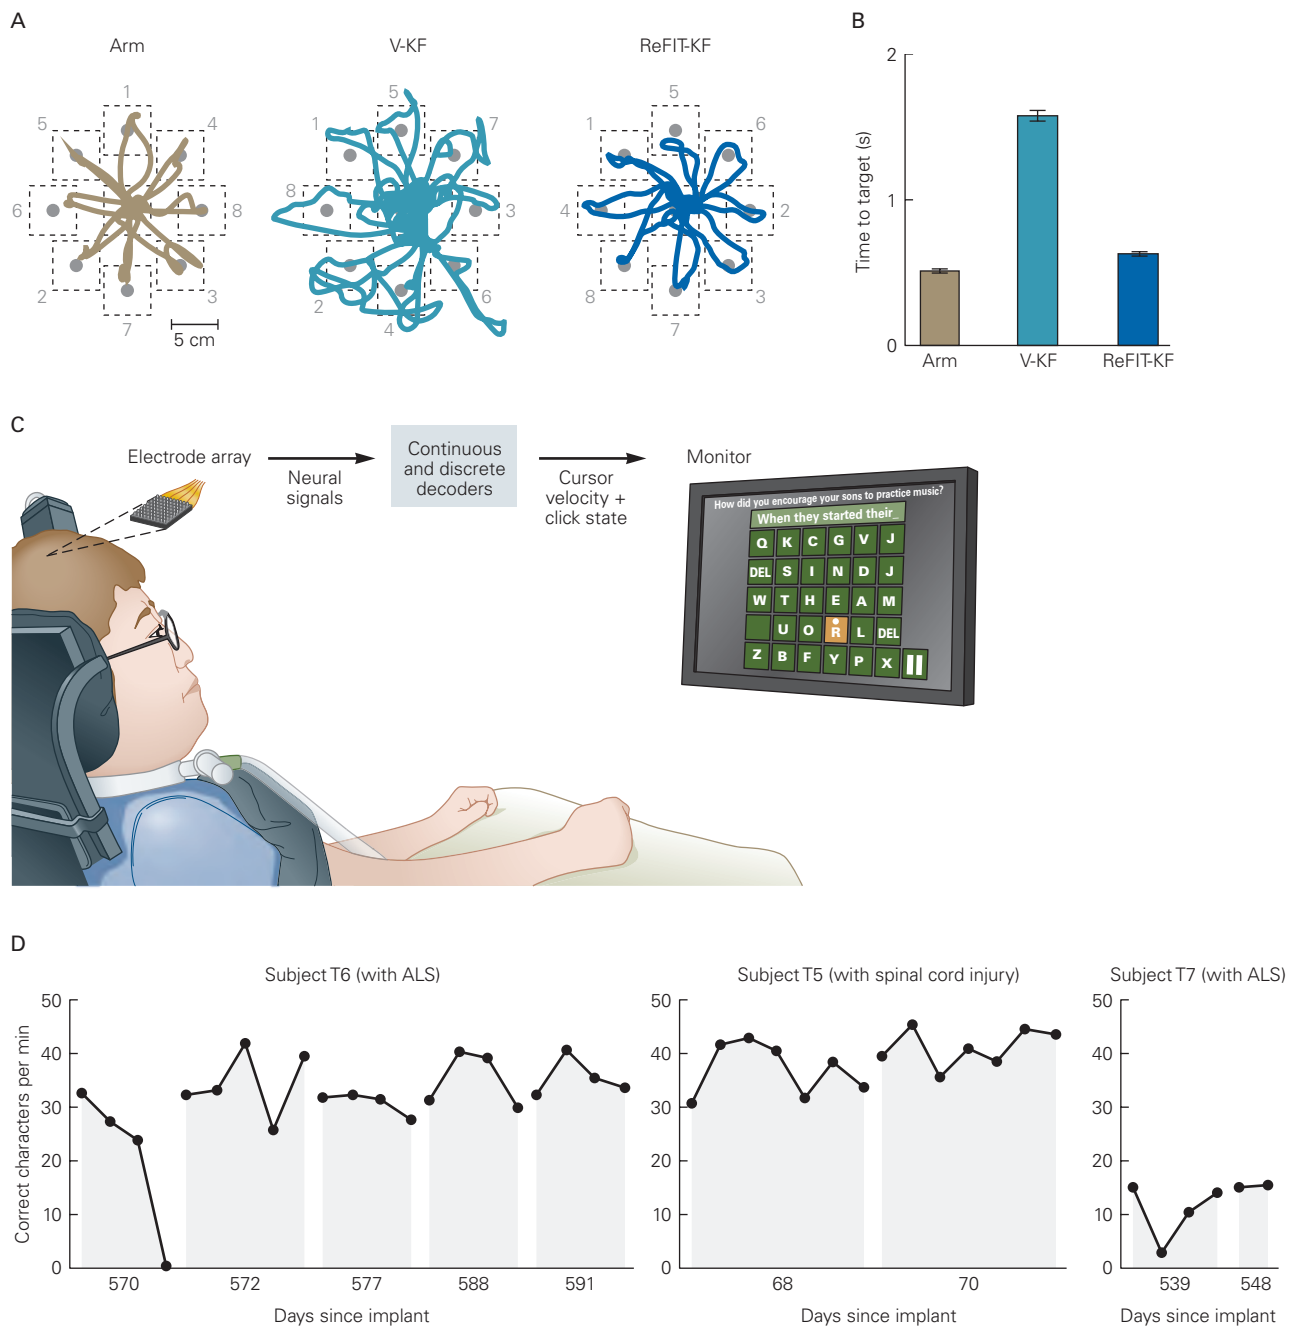 A
Arm
V-KF
ReFIT-KF
1
5
4
6
8
2
3
7
5 cm
5
1
7
8
3
2
6
4
5
1
6
4
2
8
3
7
B
2
1
0
Time to target (s)
Arm
V-KF
ReFIT-KF
C
Electrode array
Neural
signals
Continuous
and discrete
decoders
Cursor
velocity +
click state
Monitor
How did you encourage your sons to practice music?
When they started their_
Q K C G V J
DEL S I N D J
W T H E A M
U O R L DEL
Z B F Y P X
D
Subject T6 (with ALS)
Correct characters per min
50
40
30
20
10
0
570 572 577 588 591
Days since implant
Subject T5 (with spinal cord injury)
50
40
30
20
10
0
68 70
Days since implant
Subject T7 (with ALS)
50
40
30
20
10
0
539 548
Days since implant